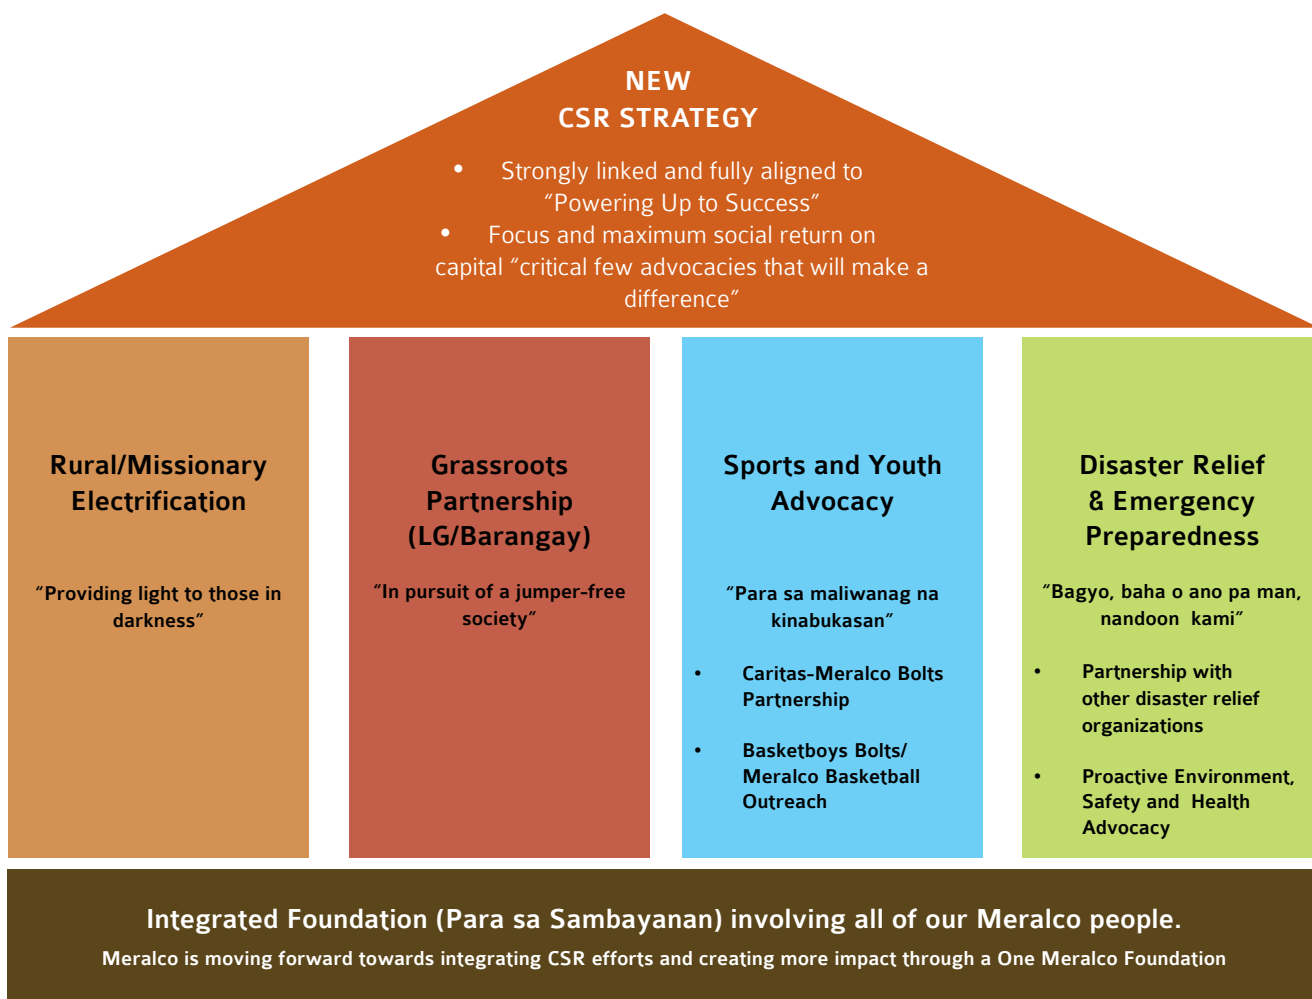 NEW
CSR STRATEGY
• Strongly linked and fully aligned to
“Powering Up to Success”
• Focus and maximum social return on
capital “critical few advocacies that will make a
difference”
Rural/Missionary
Electrification
“Providing light to those in
darkness”
Grassroots
Partnership
(LG/Barangay)
“In pursuit of a jumper-free
society”
Sports and Youth
Advocacy
“Para sa maliwanag na
kinabukasan”
• Caritas-Meralco Bolts
Partnership
• Basketboys Bolts/
Meralco Basketball
Outreach
Disaster Relief
& Emergency
Preparedness
“Bagyo, baha o ano pa man,
nandoon kami”
• Partnership with
other disaster relief
organizations
• Proactive Environment,
Safety and Health
Advocacy
Integrated Foundation (Para sa Sambayanan) involving all of our Meralco people.
Meralco is moving forward towards integrating CSR efforts and creating more impact through a One Meralco Foundation